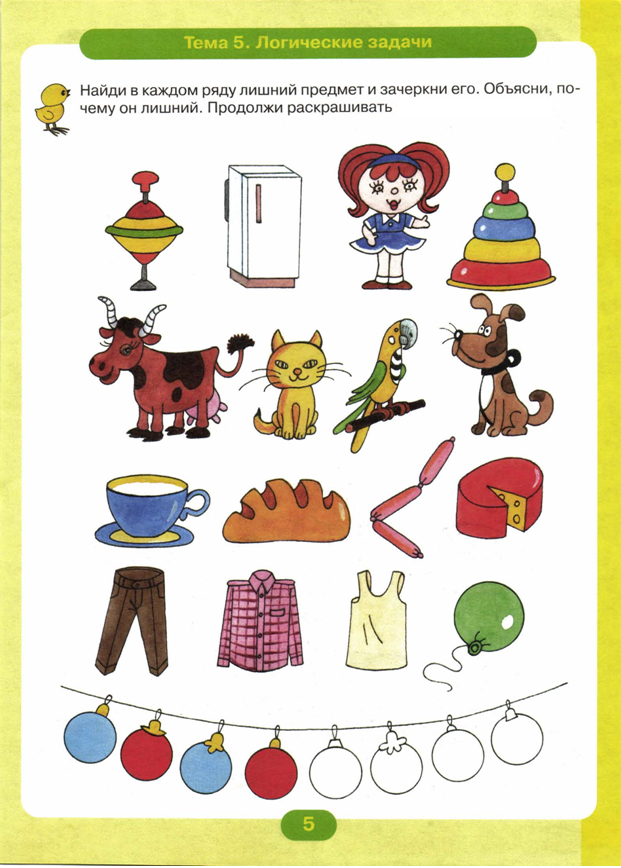 Тема 5. Логические задачи
Найди в каждом ряду лишний предмет и зачеркни его. Объясни, по-
чему он лишний. Продолжи раскрашивать
5